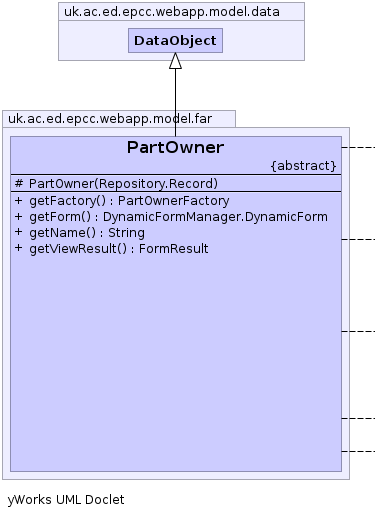 uk.ac.ed.epcc.webapp.model.data
DataObject
uk.ac.ed.epcc.webapp.model.far
PartOwner
{abstract}
# PartOwner(Repository.Record)
+ getFactory() : PartOwnerFactory
+ getForm() : DynamicFormManager.DynamicForm
+ getName() : String
+ getViewResult() : FormResult
yWorks UML Doclet